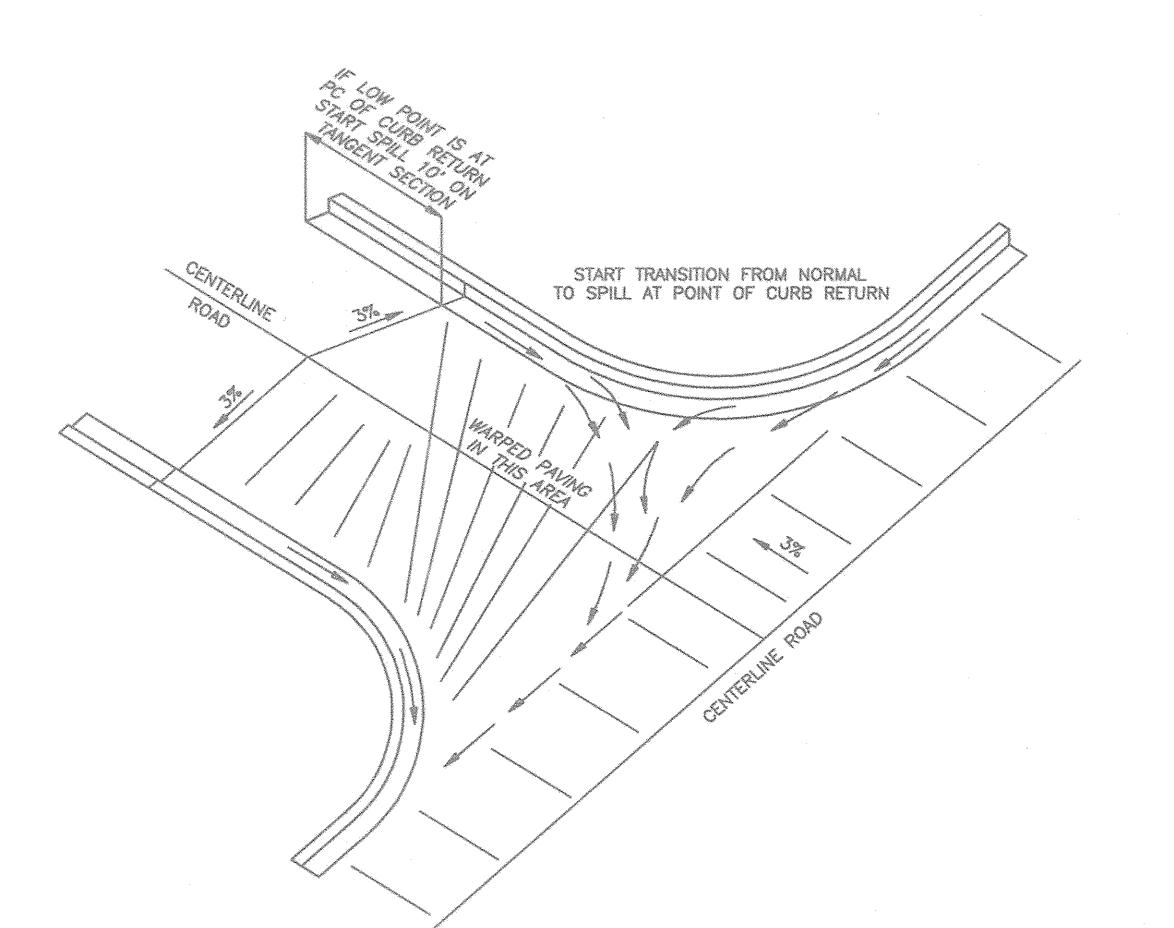 IF LOW POINT IS AT
PC OF CURB RETURN
START SPILL 10' ON
TANGENT SECTION
START TRANSITION FROM NORMAL
TO SPILL AT POINT OF CURB RETURN
CENTERLINE
ROAD
3%
3%
WARPED PAVING
IN THIS AREA
3%
CENTERLINE ROAD